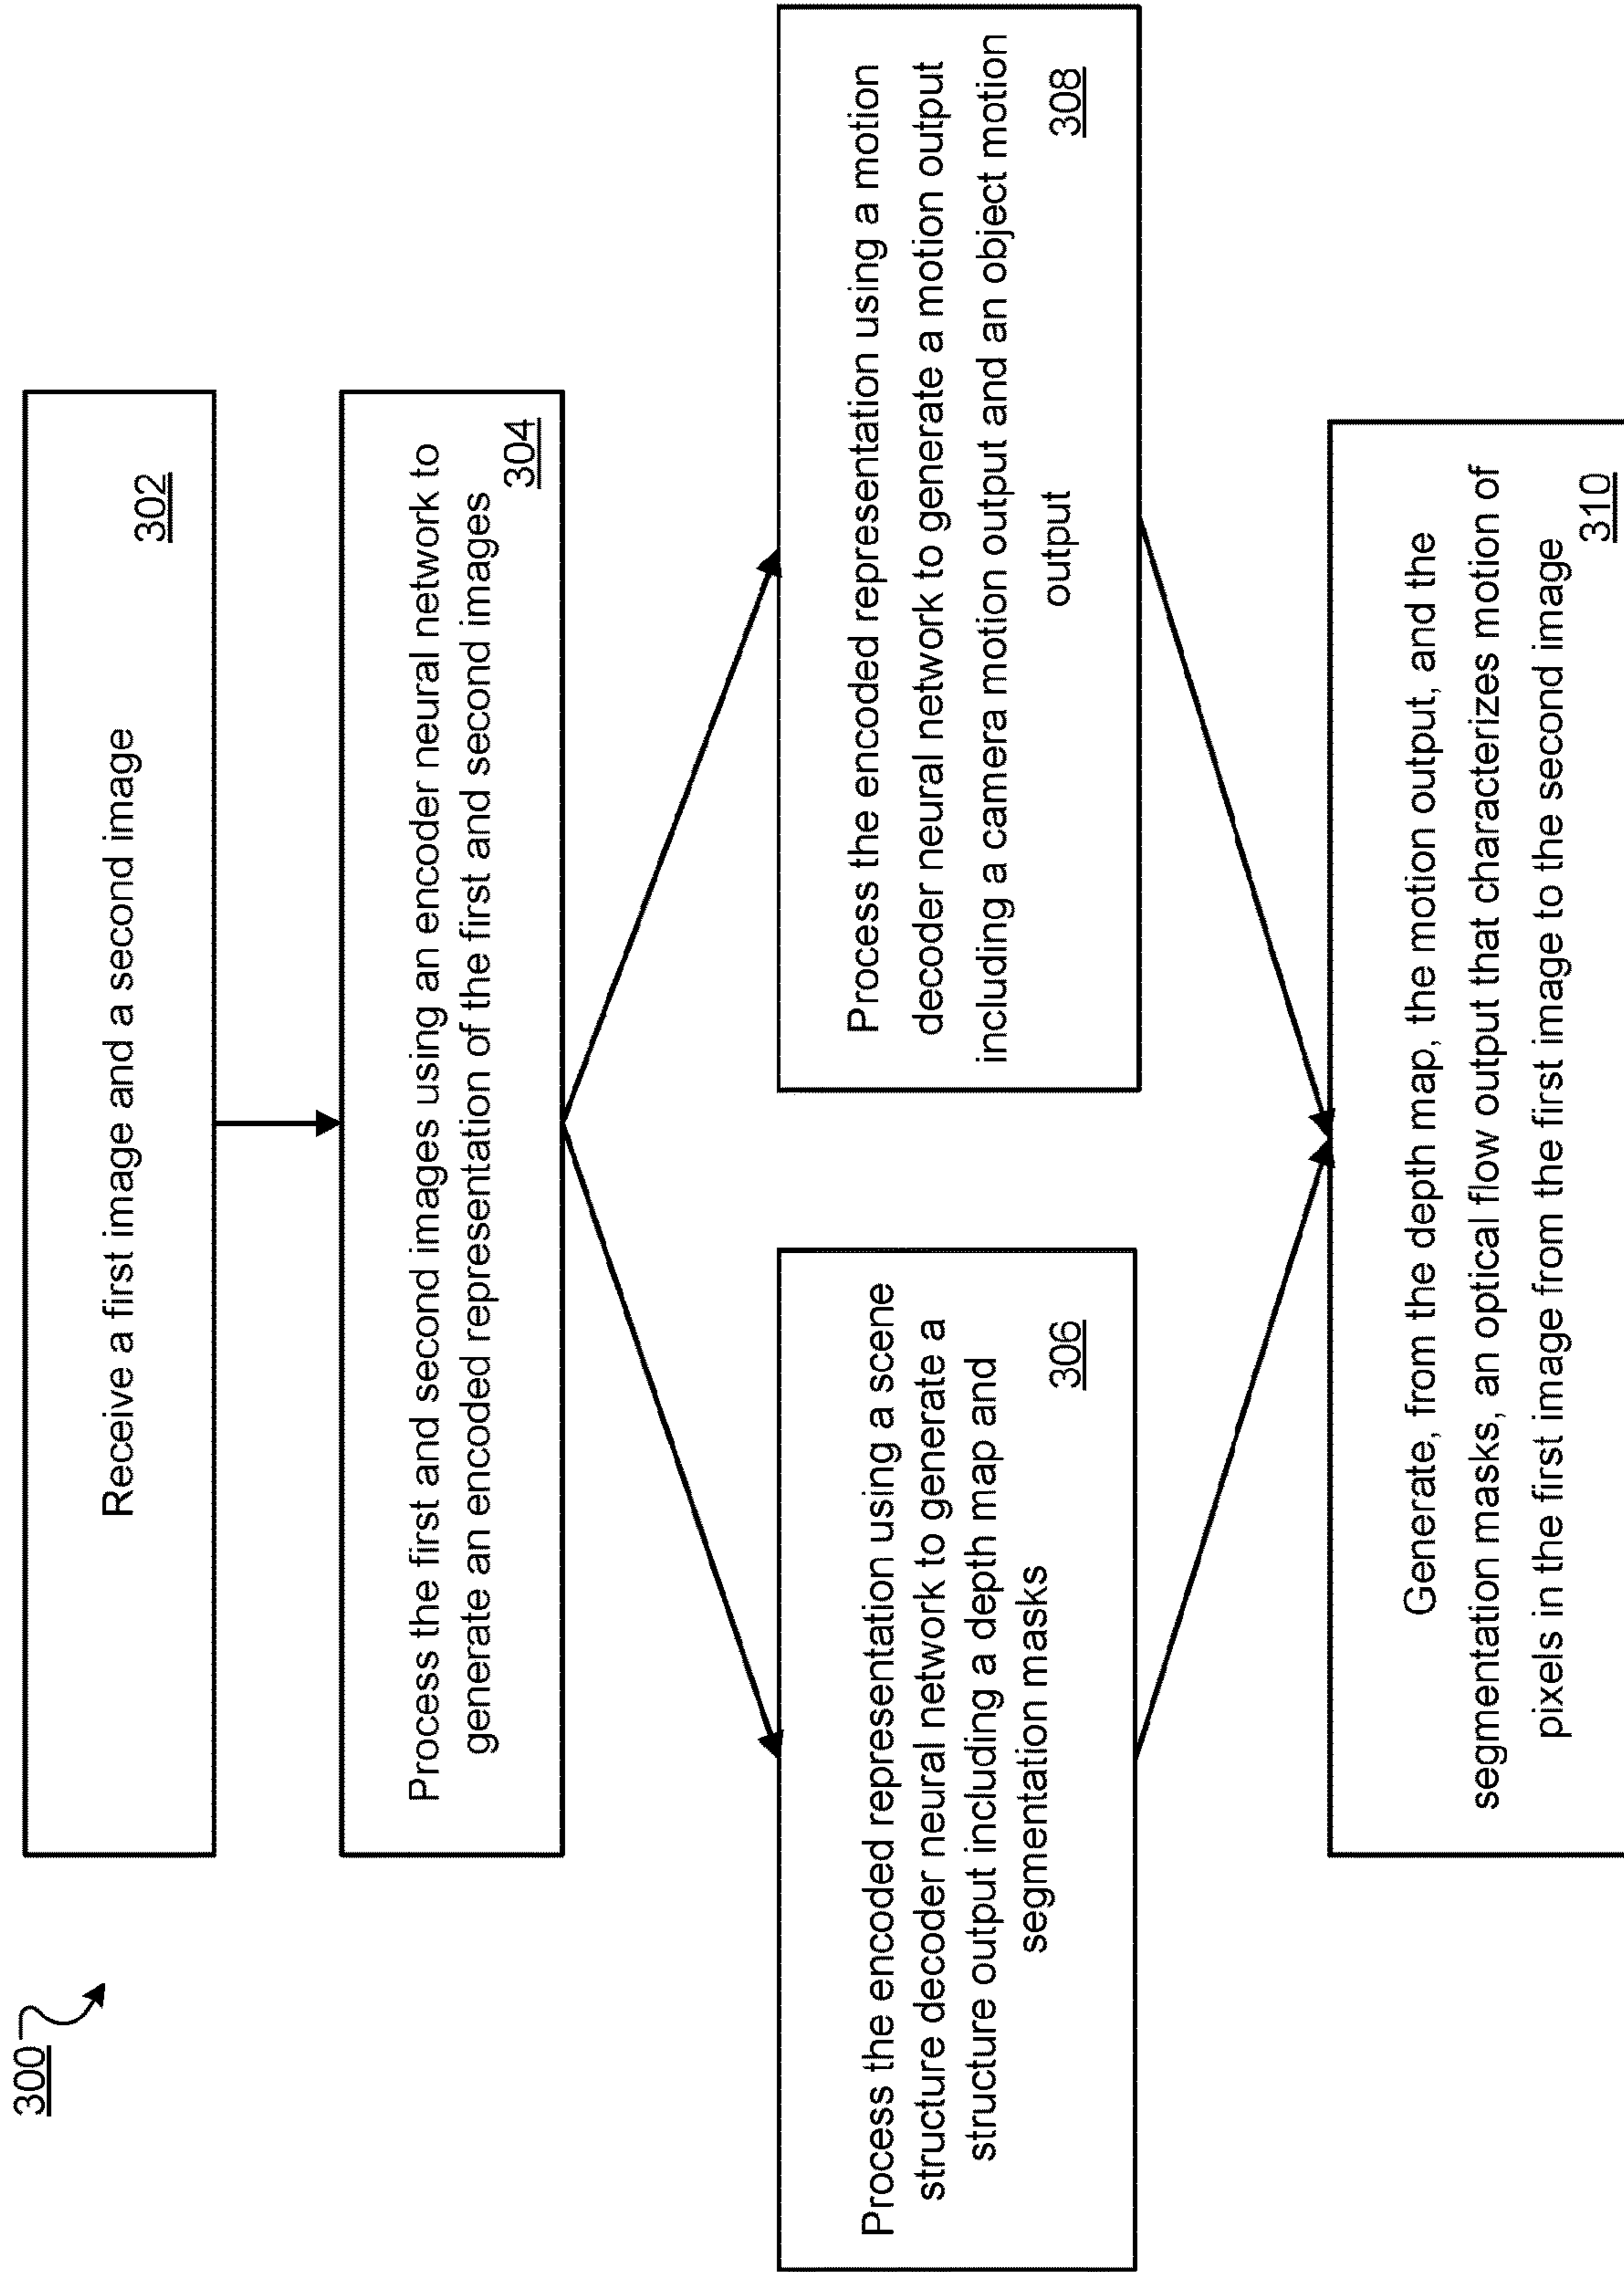 300
Receive a first image and a second image
302
Process the first and second images using an encoder neural network to
generate an encoded representation of the first and second images
304
Process the encoded representation using a scene
structure decoder neural network to generate a
structure output including a depth map and
segmentation masks
306
Process the encoded representation using a motion
decoder neural network to generate a motion output
including a camera motion output and an object motion
output
308
Generate, from the depth map, the motion output, and the
segmentation masks, an optical flow output that characterizes motion of
pixels in the first image from the first image to the second image
310